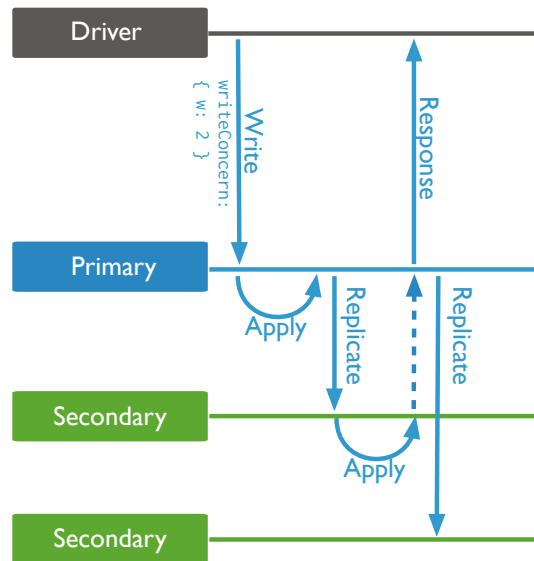 Driver
Write
writeConcern:
{ w: 2 }
Response
Primary
Apply
Replicate
Replicate
Secondary
Apply
Secondary